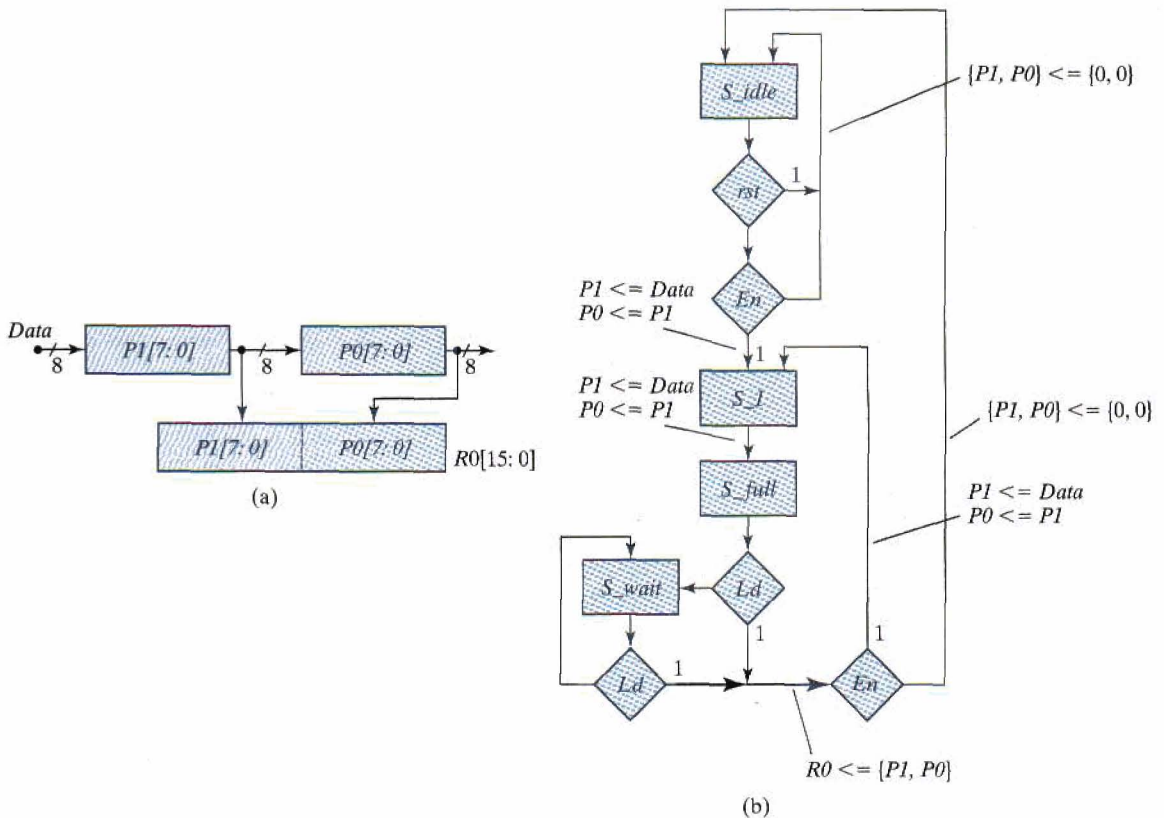 Data
8
P1[7: 0]
8
P0[7: 0]
8
P1[7: 0]
P0[7: 0]
R0[15: 0]
(a)
S_idle
{P1, P0} <= {0, 0}
rst
1
En
P1 <= Data
P0 <= P1
1
S_1
P1 <= Data
P0 <= P1
{P1, P0} <= {0, 0}
S_full
P1 <= Data
P0 <= P1
S_wait
Ld
1
1
Ld
1
En
R0 <= {P1, P0}
(b)